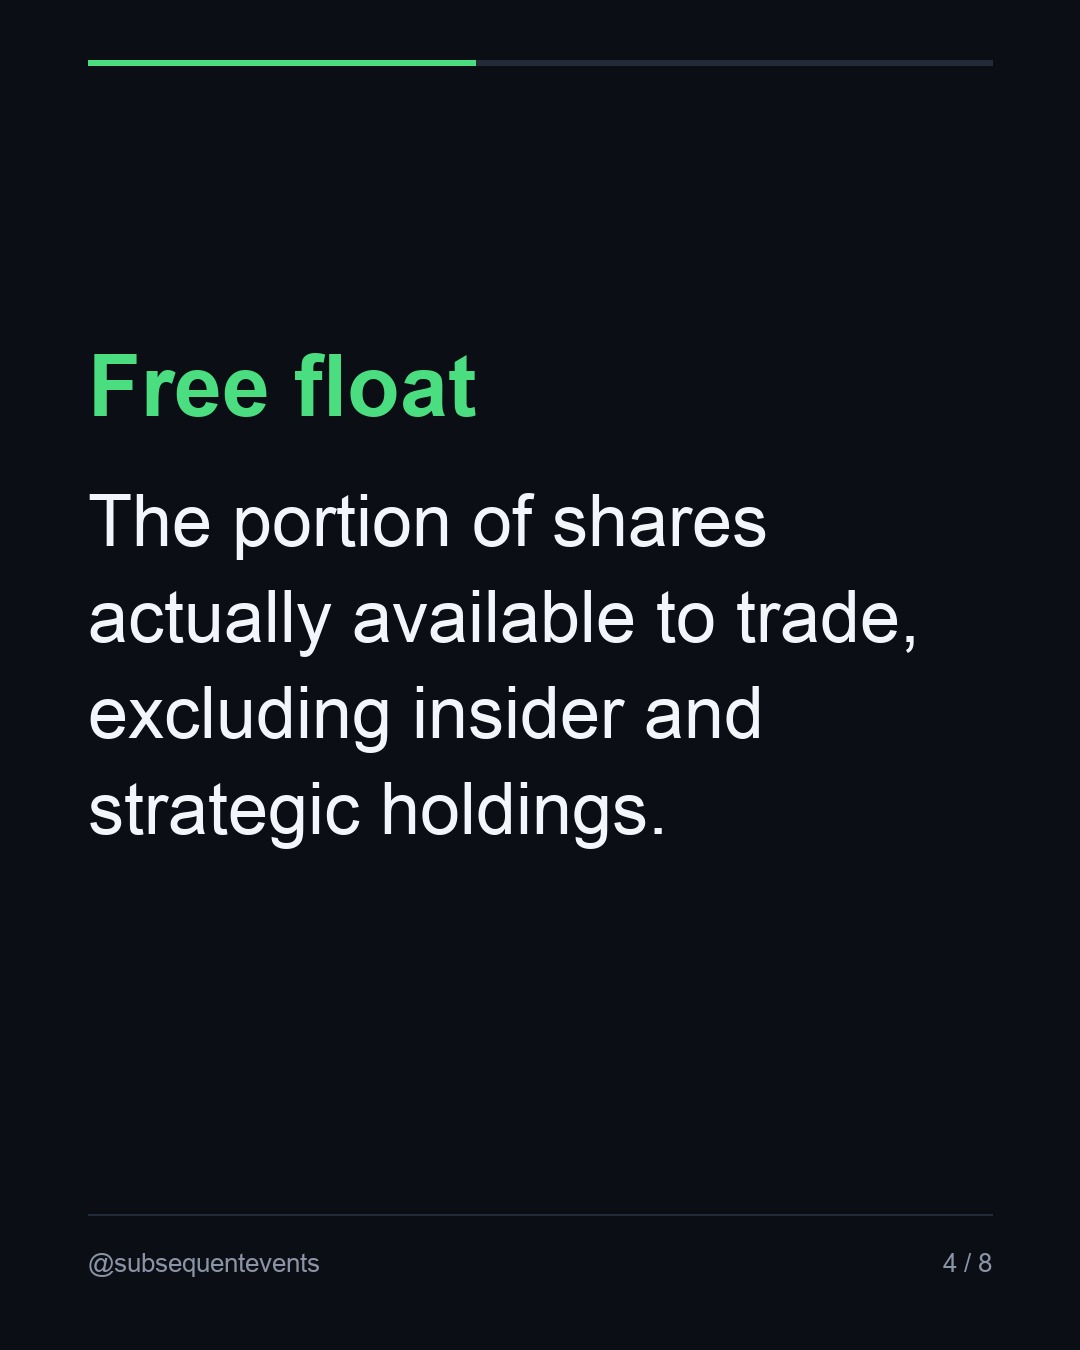 Free float
The portion of shares
actually available to trade,
excluding insider and
strategic holdings.
@subsequentevents
4 / 8